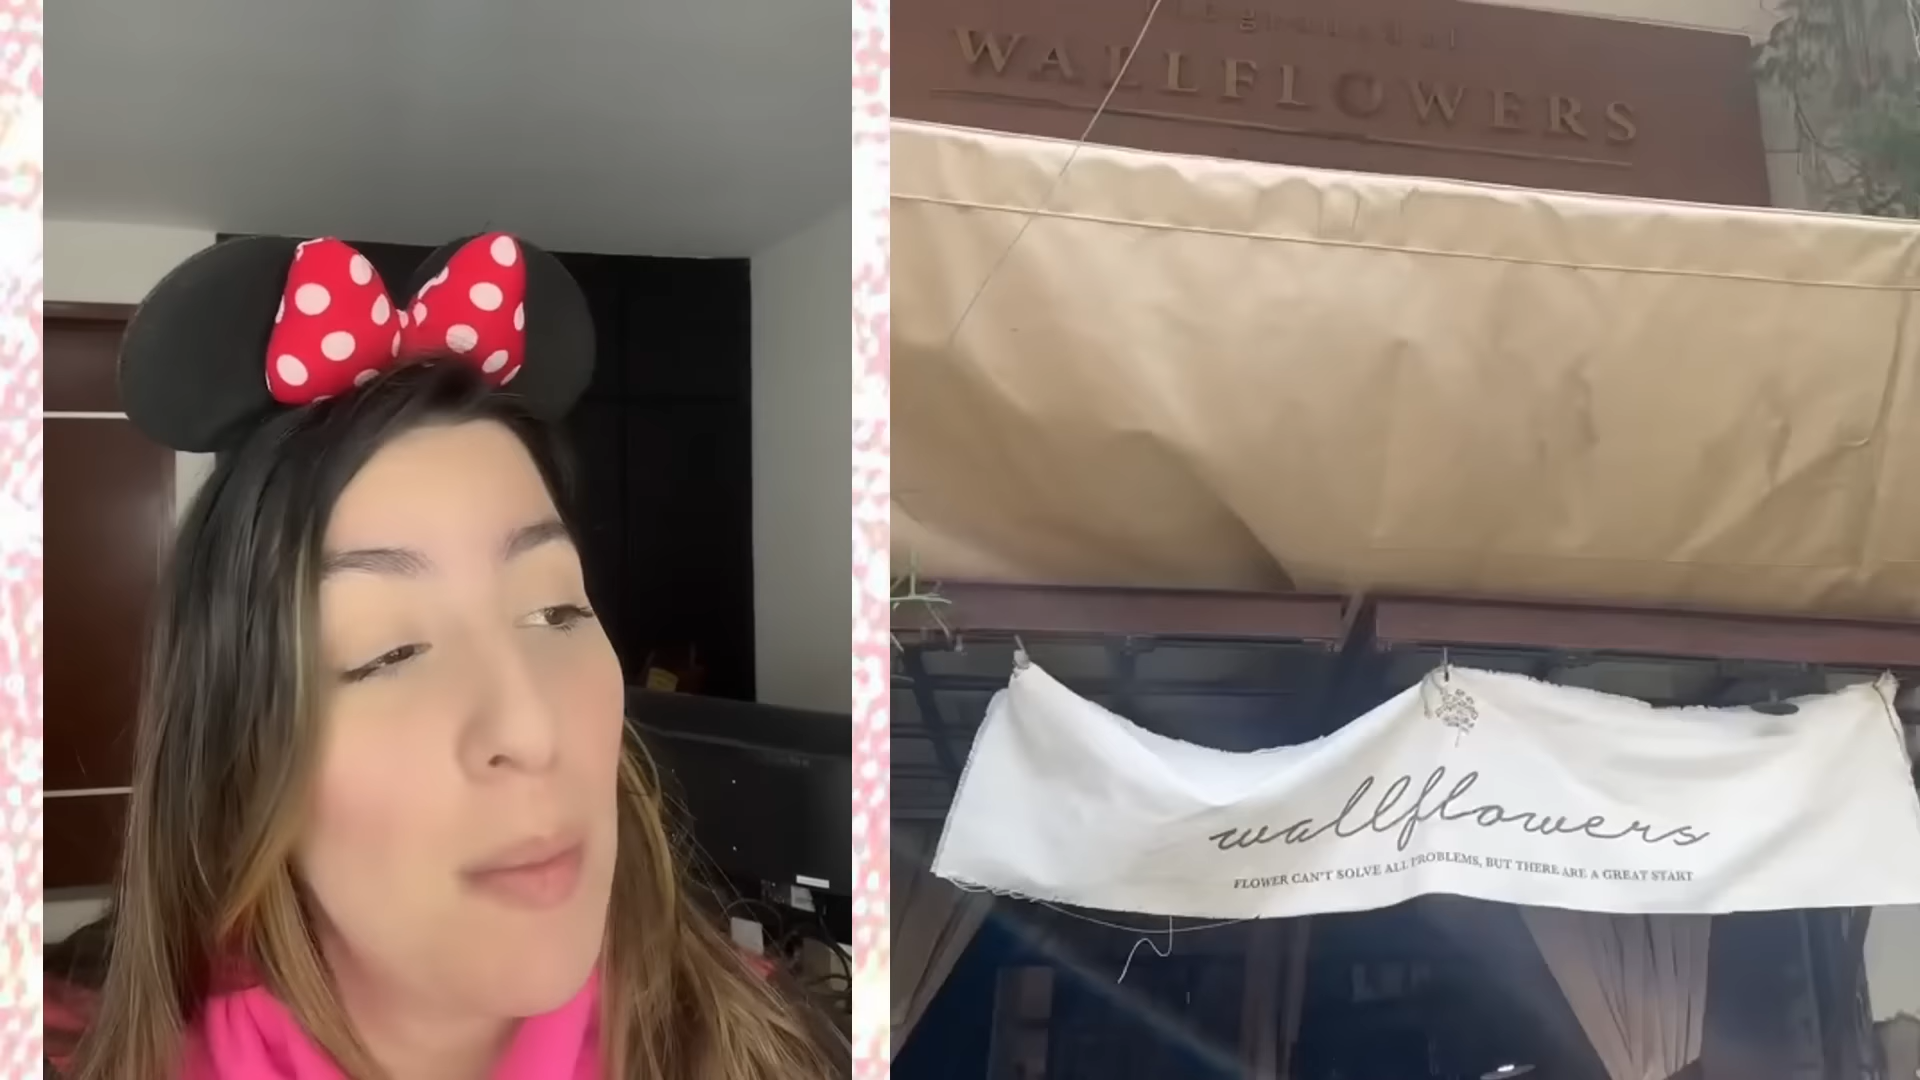 WALLFLOWERS
wallflowers
FLOWER CAN'T SOLVE ALL PROBLEMS, BUT THERE ARE A GREAT START